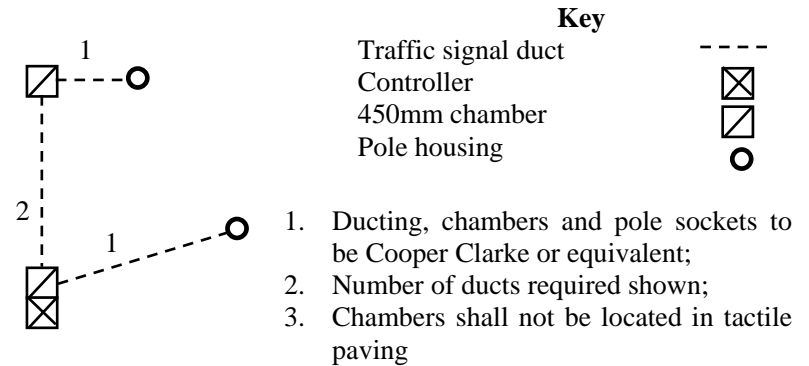 Key
1
Traffic signal duct
Controller
450mm chamber
Pole housing
2
1
1. Ducting, chambers and pole sockets to
be Cooper Clarke or equivalent;
2. Number of ducts required shown;
3. Chambers shall not be located in tactile
paving